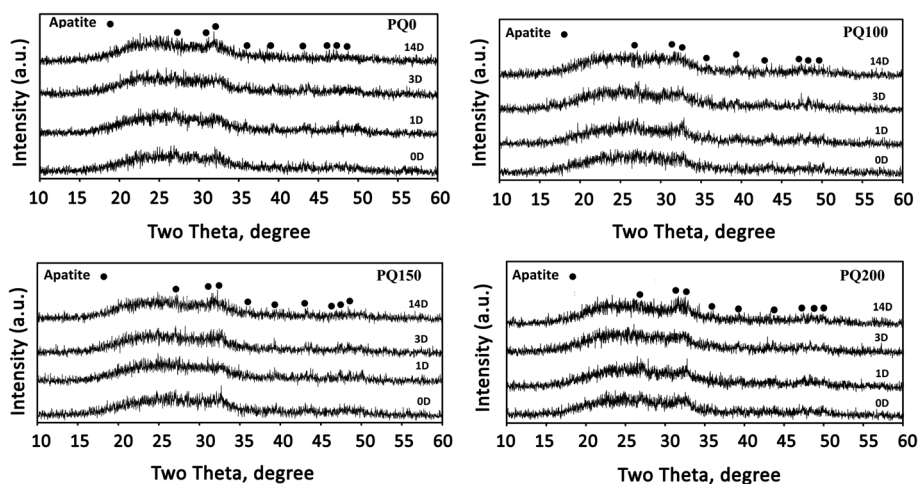 Apatite ● PQ0
14D
3D
1D
0D
Intensity (a.u.)
10 15 20 25 30 35 40 45 50 55 60
Two Theta, degree
Apatite ● PQ100
14D
3D
1D
0D
Intensity (a.u.)
10 15 20 25 30 35 40 45 50 55 60
Two Theta, degree
Apatite ● PQ150
14D
3D
1D
0D
Intensity (a.u.)
10 15 20 25 30 35 40 45 50 55 60
Two Theta, degree
Apatite ● PQ200
14D
3D
1D
0D
Intensity (a.u.)
10 15 20 25 30 35 40 45 50 55 60
Two Theta, degree